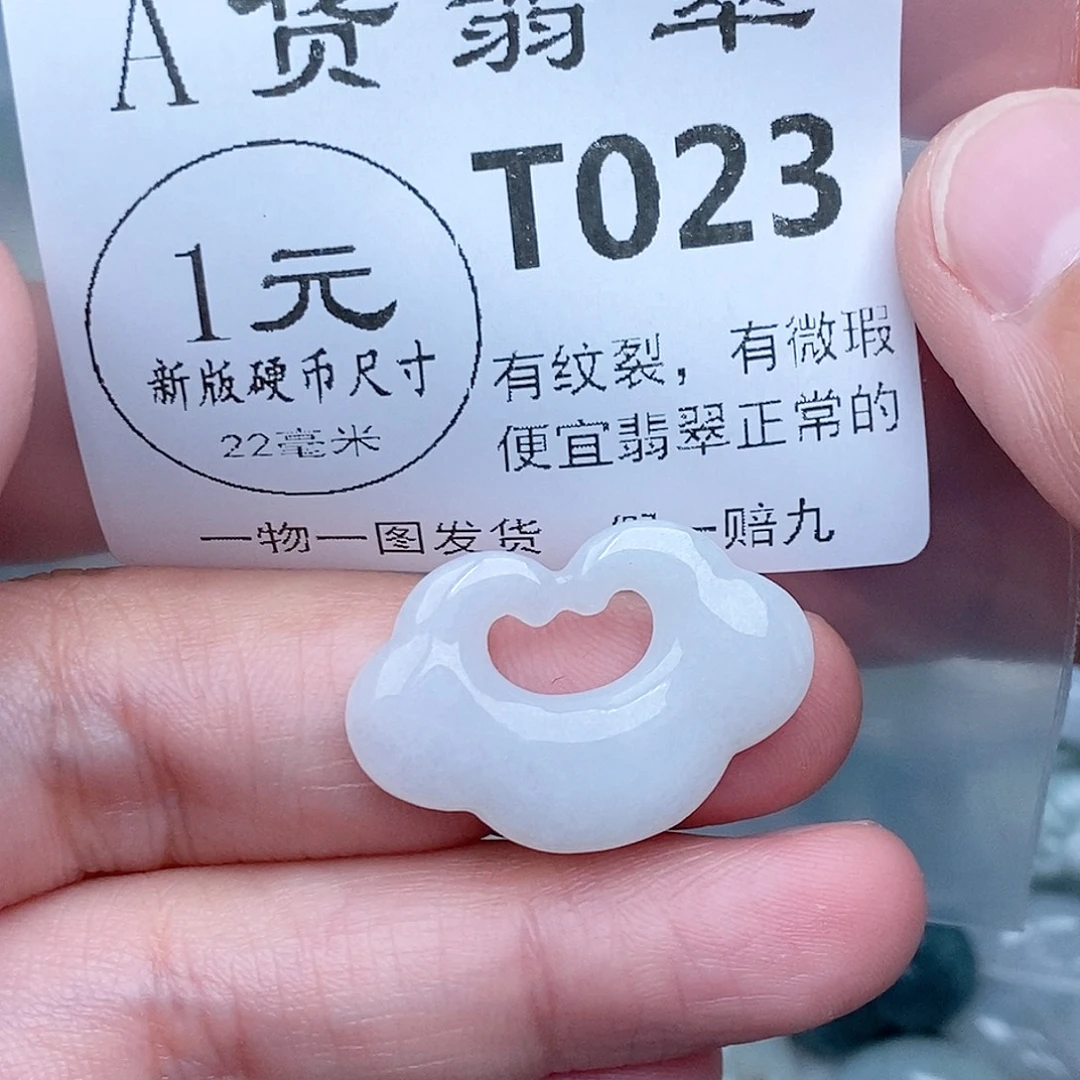 A货翡翠
T023
1元
新版硬币尺寸
22毫米
有纹裂，有微瑕
便宜翡翠正常的
一物一图发货 一赔九